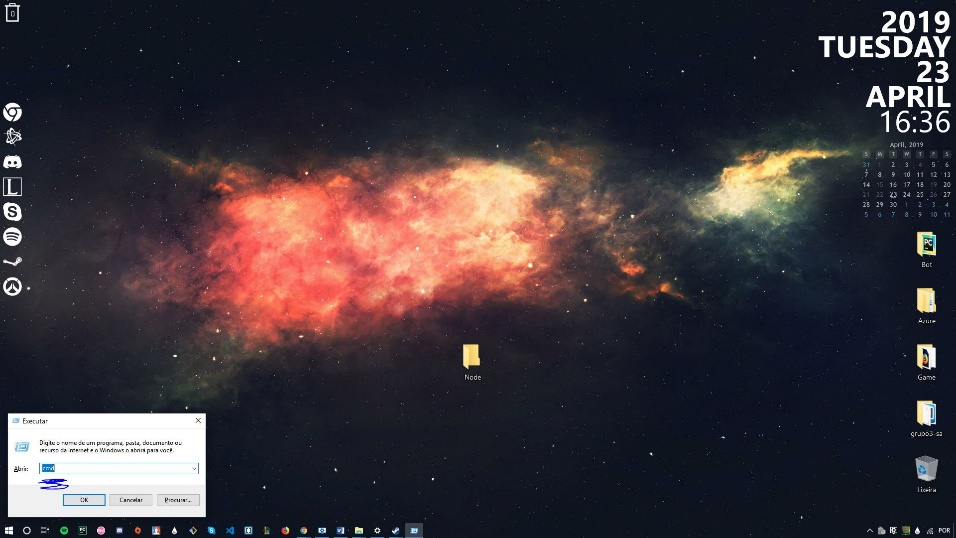 2019
TUESDAY
23
APRIL
16:36
April, 2019
S M T W T F S
31 1 2 3 4 5 6
7 8 9 10 11 12 13
14 15 16 17 18 19 20
21 22 23 24 25 26 27
28 29 30 1 2 3 4
5 6 7 8 9 10 11
Bot
Azure
Game
grupo3-sa
Lixeira
Node
Executar
Digite o nome de um programa, pasta, documento ou
recurso da Internet e o Windows o abrirá para você.
Abrir:
cmd
OK
Cancelar
Procurar...
POR